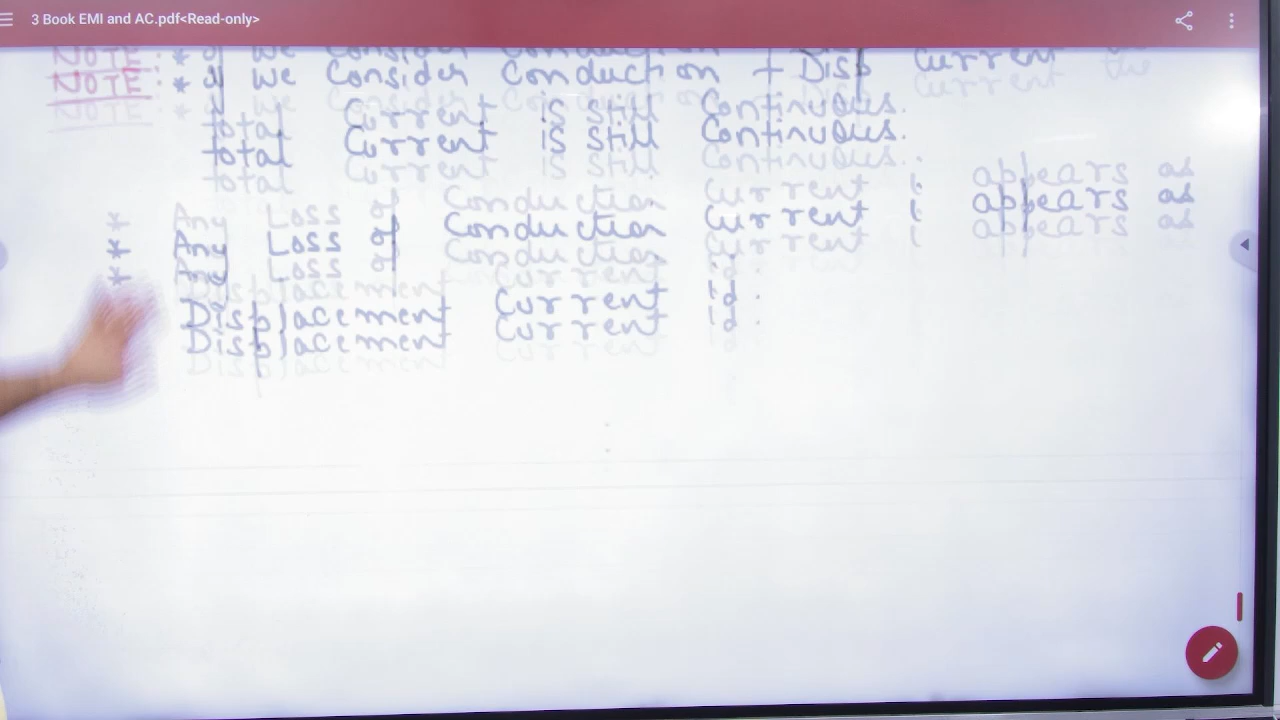 3 Book EMI and AC.pdf<Read-only>
NOTE: * If we Consider Conduction + Disp Current the
total Current is still Continuous.
** Any Loss of Conduction Current i appears as
Displacement Current id.